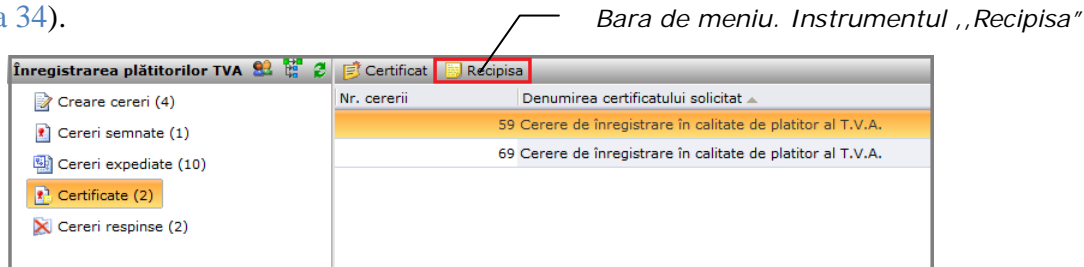 a 34).
Bara de meniu. Instrumentul ,,Recipisa"
Înregistrarea plătitorilor TVA
Certificat
Recipisa
Creare cereri (4)
Cereri semnate (1)
Cereri expediate (10)
Certificate (2)
Cereri respinse (2)
Nr. cererii
Denumirea certificatului solicitat
59 Cerere de înregistrare în calitate de platitor al T.V.A.
69 Cerere de înregistrare în calitate de platitor al T.V.A.